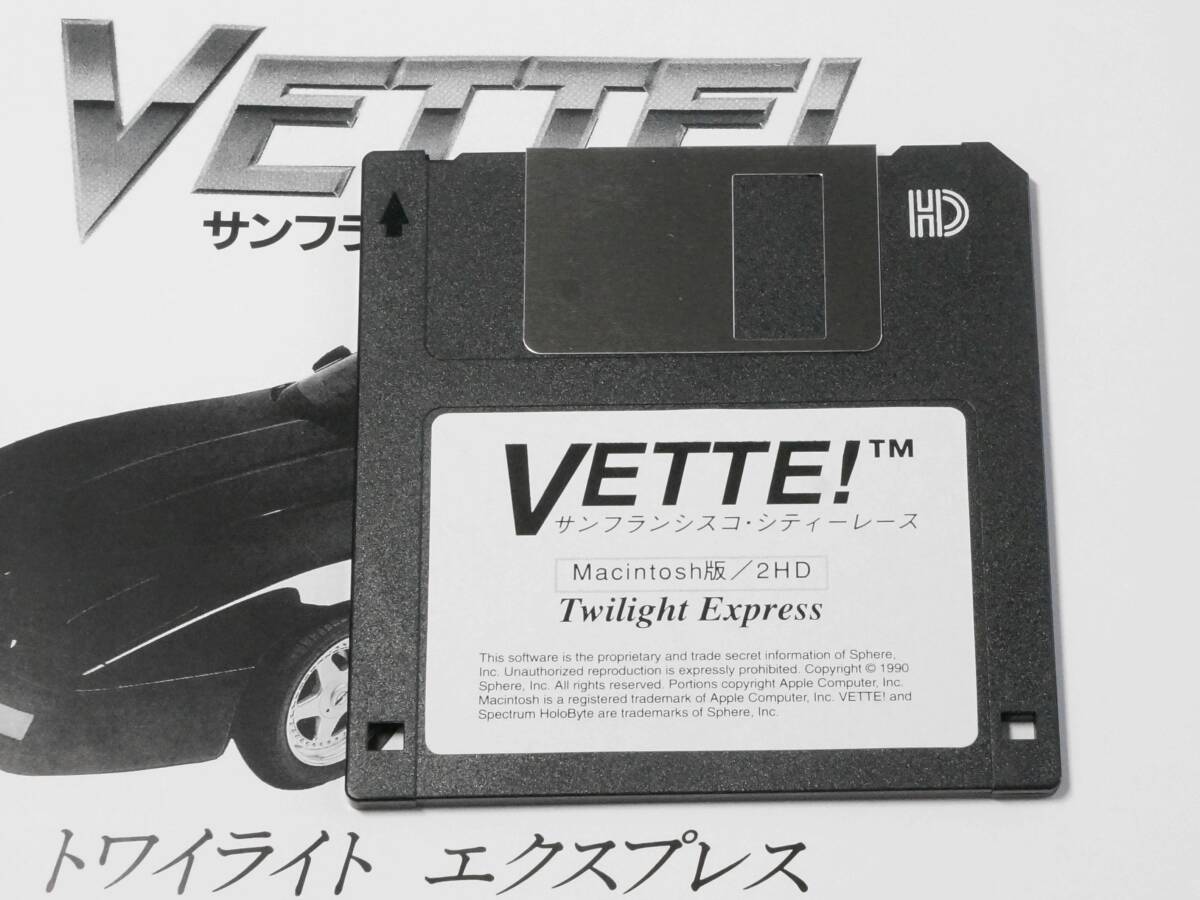 VETTE!
サンフラ
HD
VETTE!™
サンフランシスコ・シティーレース
Macintosh版/2HD
Twilight Express
This software is the proprietary and trade secret information of Sphere,
Inc. Unauthorized reproduction is expressly prohibited. Copyright © 1990
Sphere, Inc. All rights reserved. Portions copyright Apple Computer, Inc.
Macintosh is a registered trademark of Apple Computer, Inc. VETTE! and
Spectrum HoloByte are trademarks of Sphere, Inc.
トワイライト エクスプレス